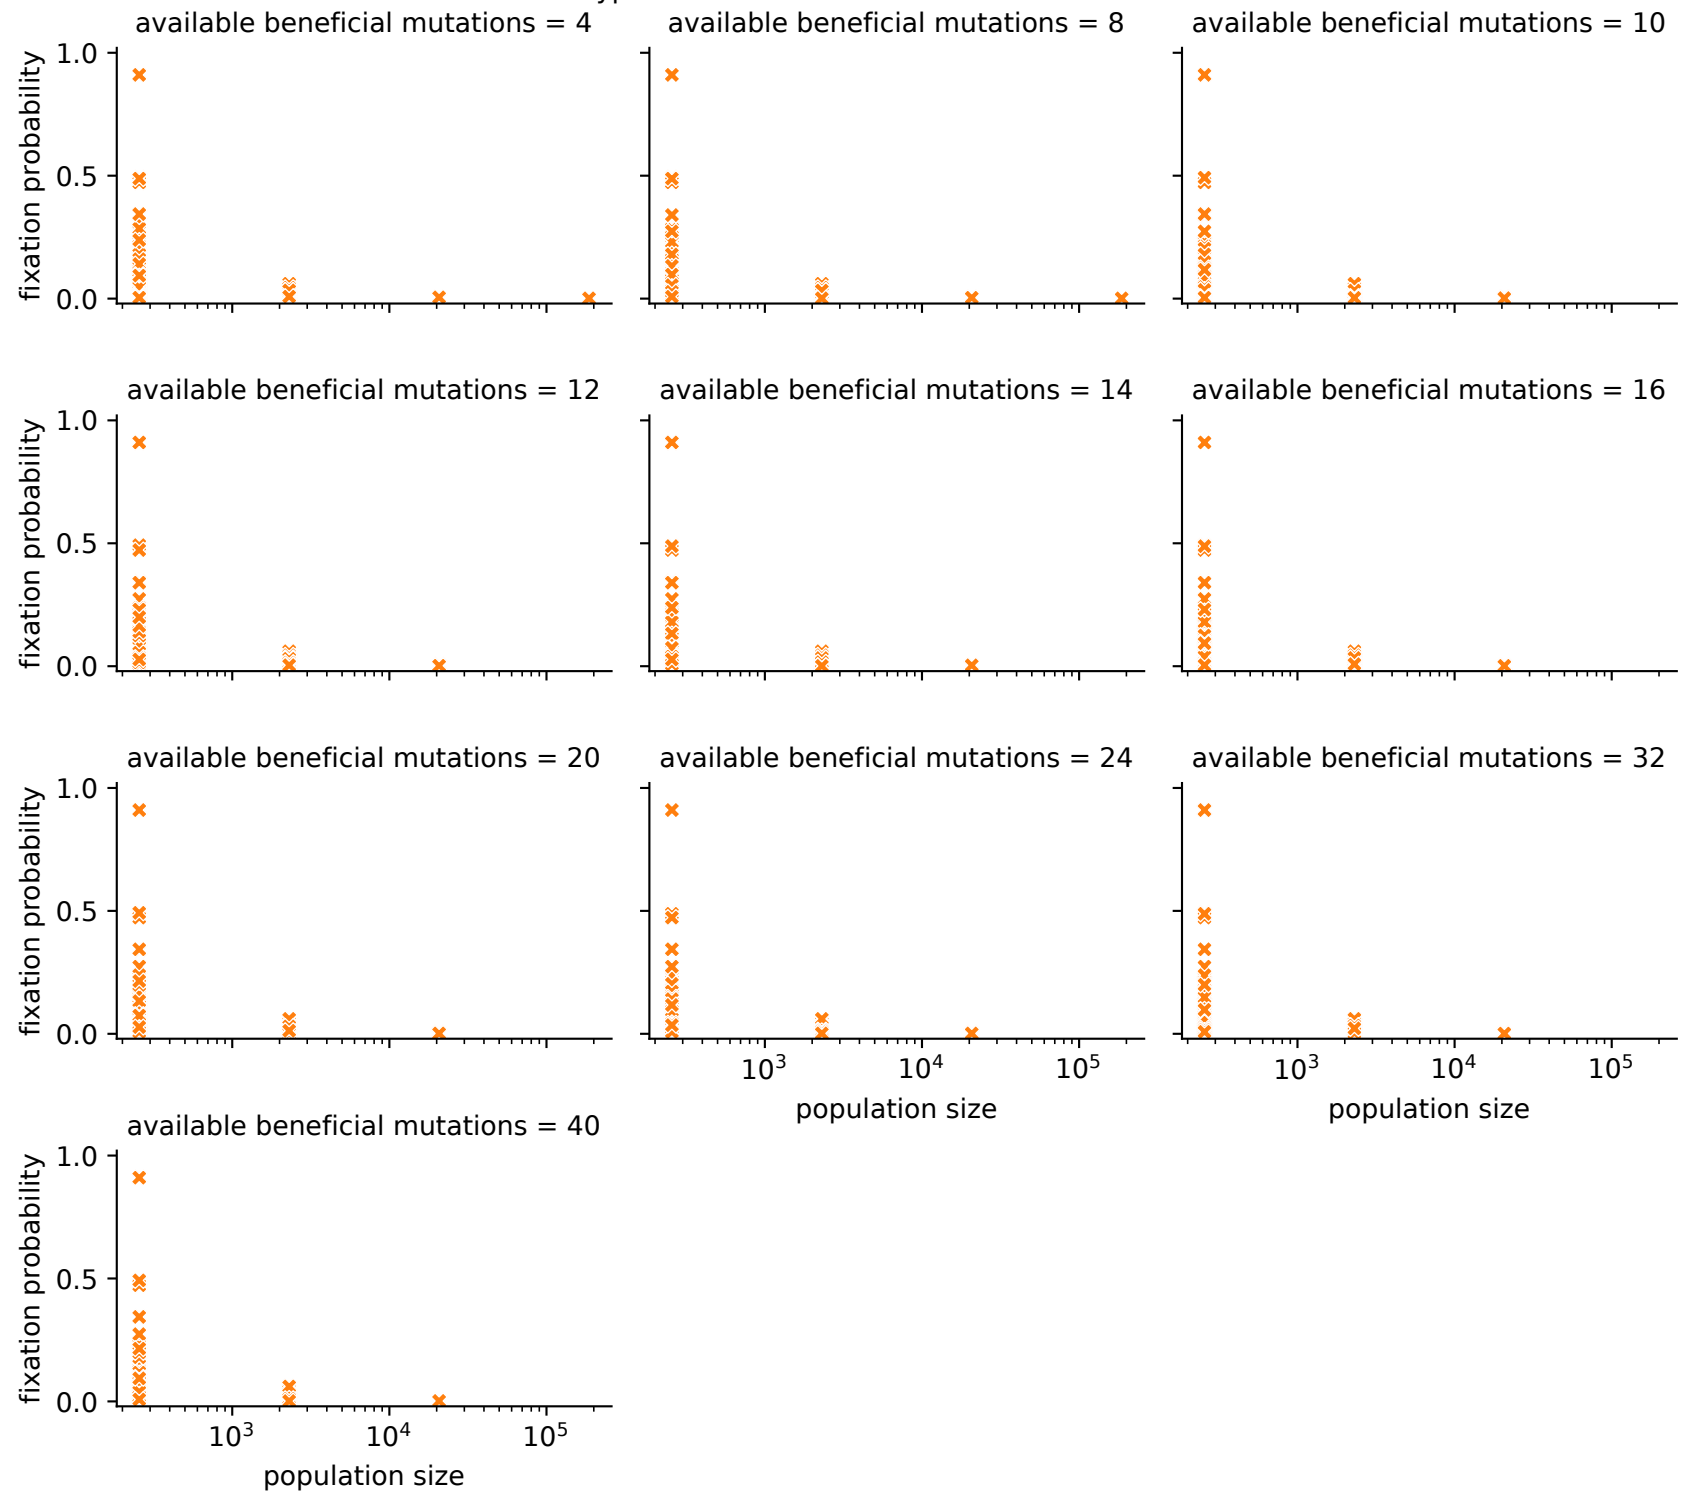 available beneficial mutations = 4
available beneficial mutations = 8
available beneficial mutations = 10
fixation probability
1.0
0.5
0.0
available beneficial mutations = 12
available beneficial mutations = 14
available beneficial mutations = 16
fixation probability
1.0
0.5
0.0
available beneficial mutations = 20
available beneficial mutations = 24
available beneficial mutations = 32
fixation probability
1.0
0.5
0.0
10³ 10⁴ 10⁵
population size
10³ 10⁴ 10⁵
population size
available beneficial mutations = 40
fixation probability
1.0
0.5
0.0
10³ 10⁴ 10⁵
population size